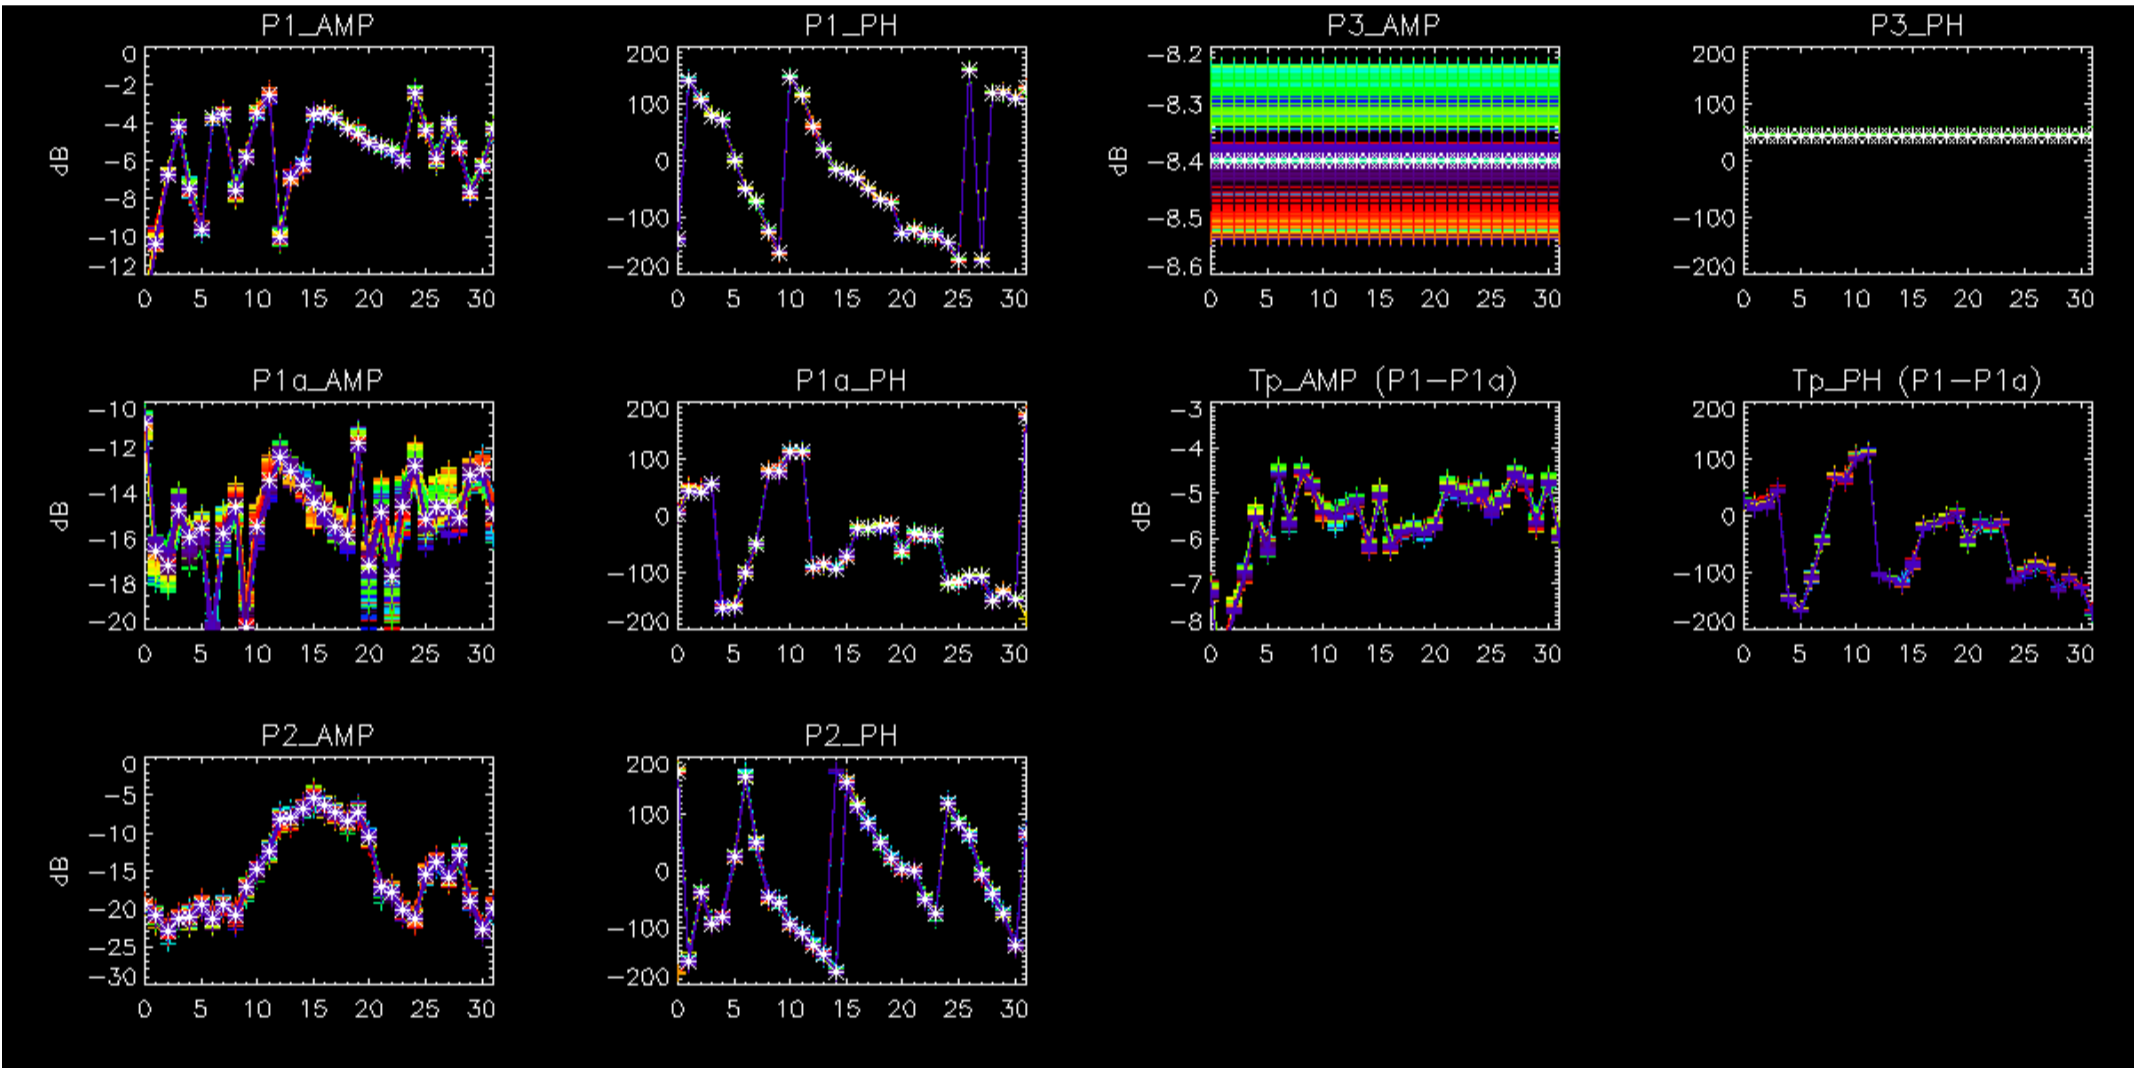 P1_AMP
0
−2
−4
−6
−8
−10
−12
dB
0 5 10 15 20 25 30
P1_PH
200
100
0
−100
−200
0 5 10 15 20 25 30
P3_AMP
−8.2
−8.3
−8.4
−8.5
−8.6
dB
0 5 10 15 20 25 30
P3_PH
200
100
0
−100
−200
0 5 10 15 20 25 30
P1a_AMP
−10
−12
−14
−16
−18
−20
dB
0 5 10 15 20 25 30
P1a_PH
200
100
0
−100
−200
0 5 10 15 20 25 30
Tp_AMP (P1−P1a)
−3
−4
−5
−6
−7
−8
dB
0 5 10 15 20 25 30
Tp_PH (P1−P1a)
200
100
0
−100
−200
0 5 10 15 20 25 30
P2_AMP
0
−5
−10
−15
−20
−25
−30
dB
0 5 10 15 20 25 30
P2_PH
200
100
0
−100
−200
0 5 10 15 20 25 30